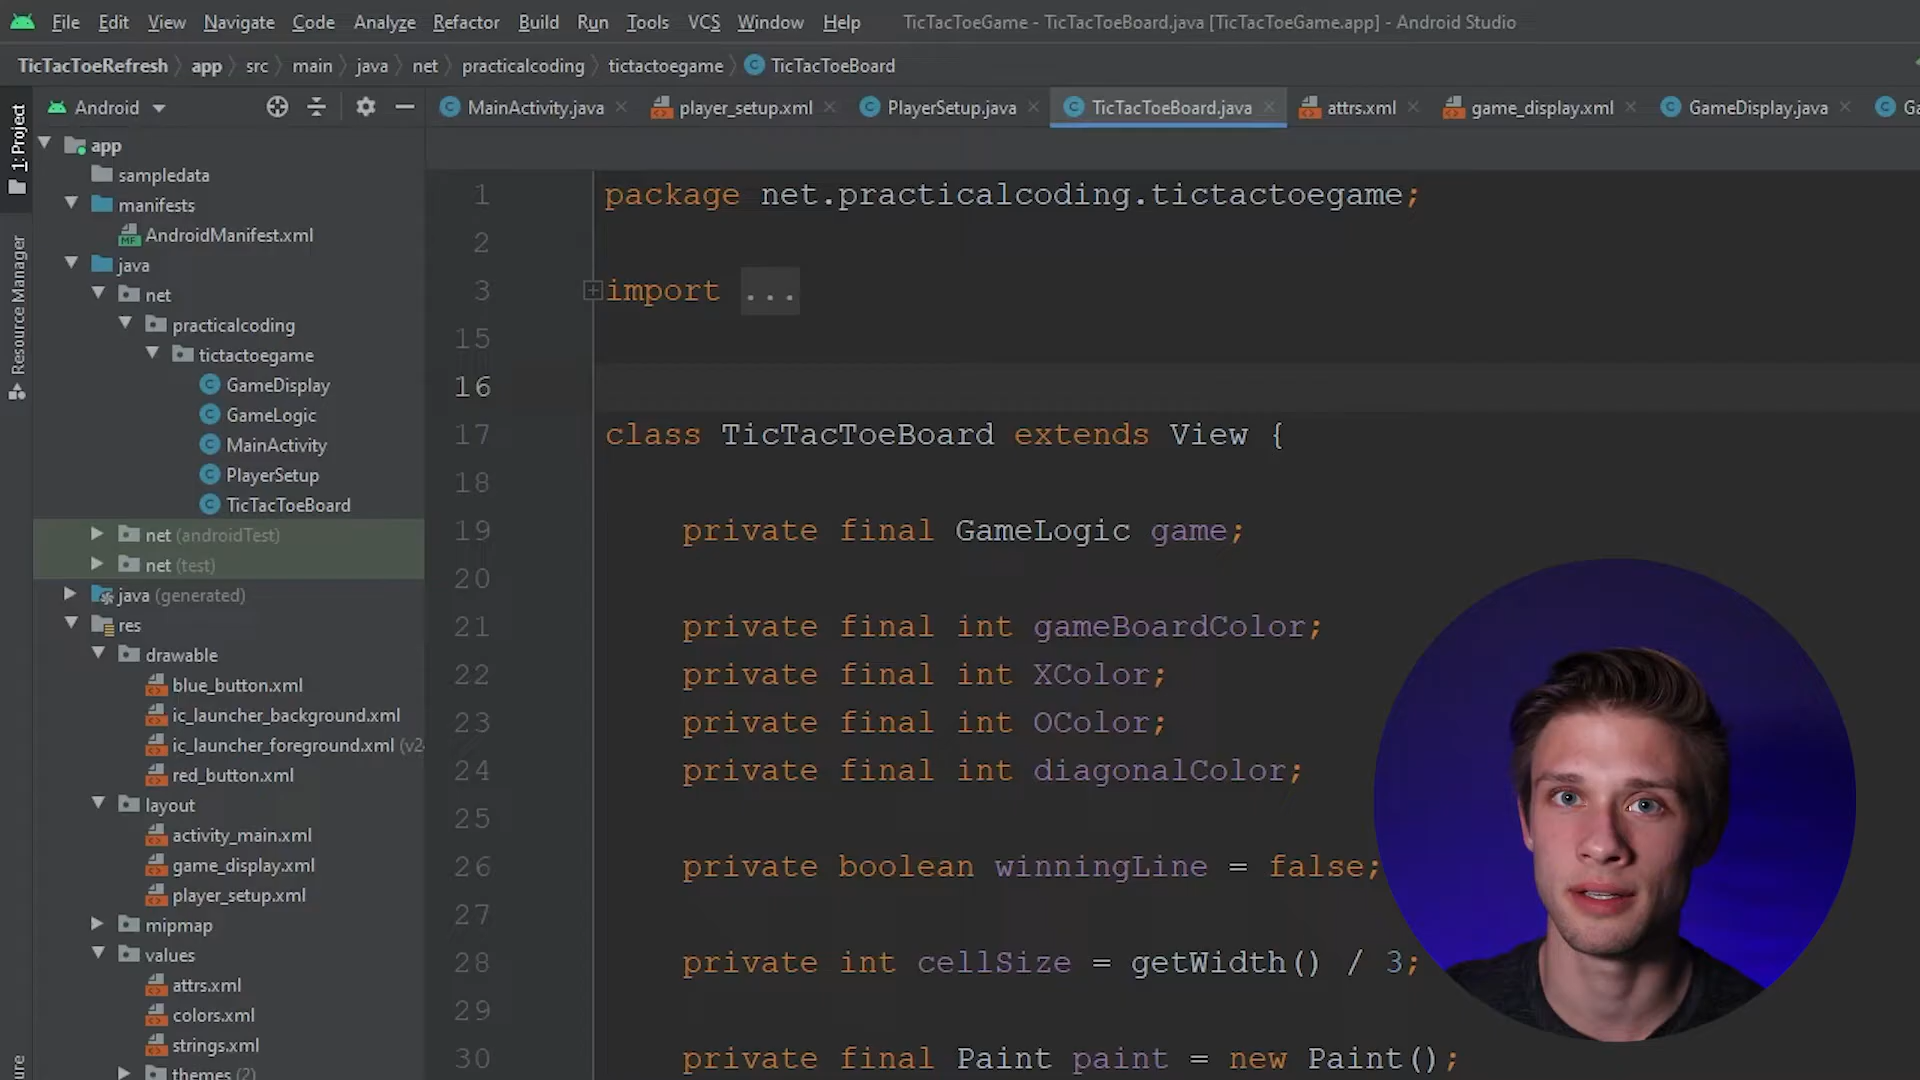 File Edit View Navigate Code Analyze Refactor Build Run Tools VCS Window Help TicTacToeGame - TicTacToeBoard.java [TicTacToeGame.app] - Android Studio
TicTacToeRefresh app src main java net practicalcoding tictactoegame TicTacToeBoard
Android
MainActivity.java player_setup.xml PlayerSetup.java TicTacToeBoard.java attrs.xml game_display.xml GameDisplay.java
1: Project
Resource Manager
app
sampledata
manifests
AndroidManifest.xml
java
net
practicalcoding
tictactoegame
GameDisplay
GameLogic
MainActivity
PlayerSetup
TicTacToeBoard
net (androidTest)
net (test)
java (generated)
res
drawable
blue_button.xml
ic_launcher_background.xml
ic_launcher_foreground.xml (v2
red_button.xml
layout
activity_main.xml
game_display.xml
player_setup.xml
mipmap
values
attrs.xml
colors.xml
strings.xml
themes (2)
1 package net.practicalcoding.tictactoegame;
2
3 import ...
15
16
17 class TicTacToeBoard extends View {
18
19 private final GameLogic game;
20
21 private final int gameBoardColor;
22 private final int XColor;
23 private final int OColor;
24 private final int diagonalColor;
25
26 private boolean winningLine = false;
27
28 private int cellSize = getWidth() / 3;
29
30 private final Paint paint = new Paint();